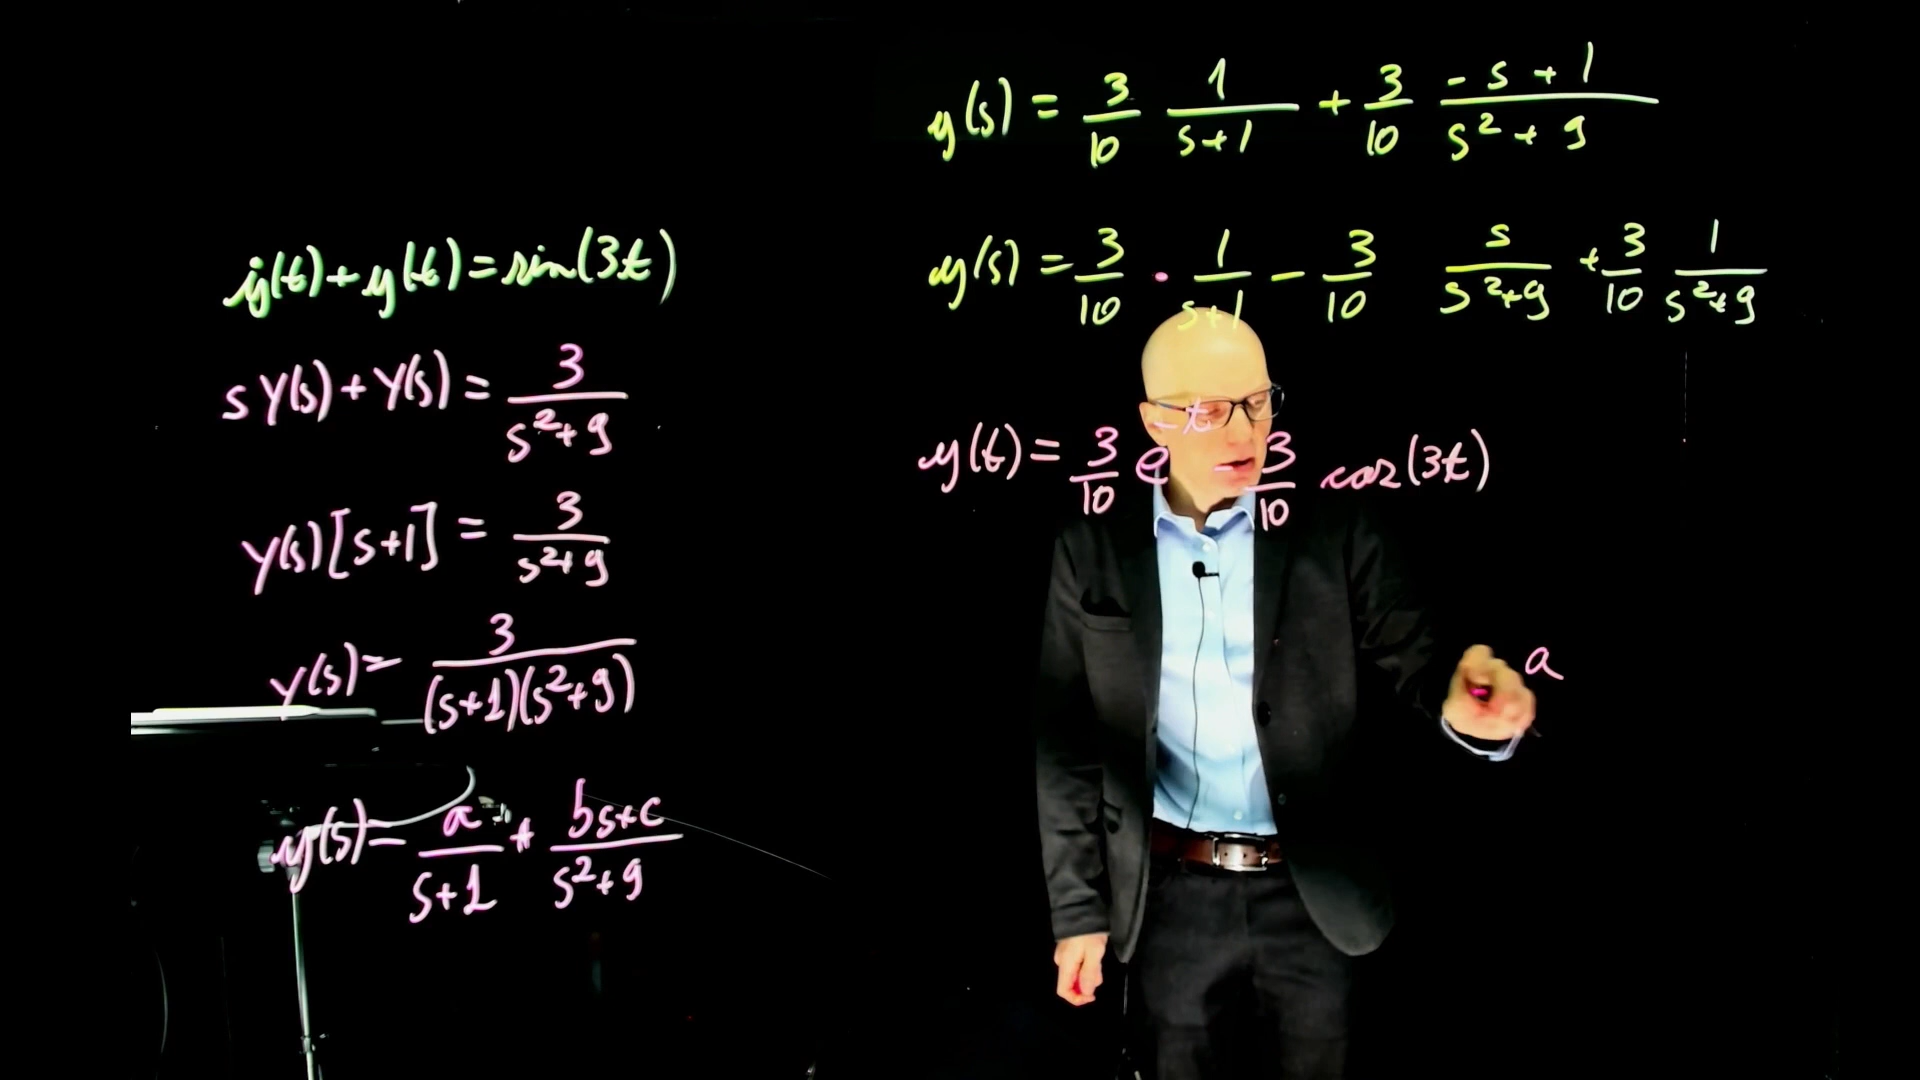 ẏ(t)+y(t)=sin(3t)
sY(s)+Y(s)=3/(s²+9)
Y(s)[s+1]=3/(s²+9)
Y(s)=3/((s+1)(s²+9))
y(s)=a/(s+1)+(bs+c)/(s²+9)
y(s)=3/10 1/(s+1)+3/10 (-s+1)/(s²+9)
y(s)=3/10·1/(s+1)-3/10 s/(s²+9)+3/10 1/(s²+9)
y(t)=3/10 e^-t-3/10 cos(3t)
a